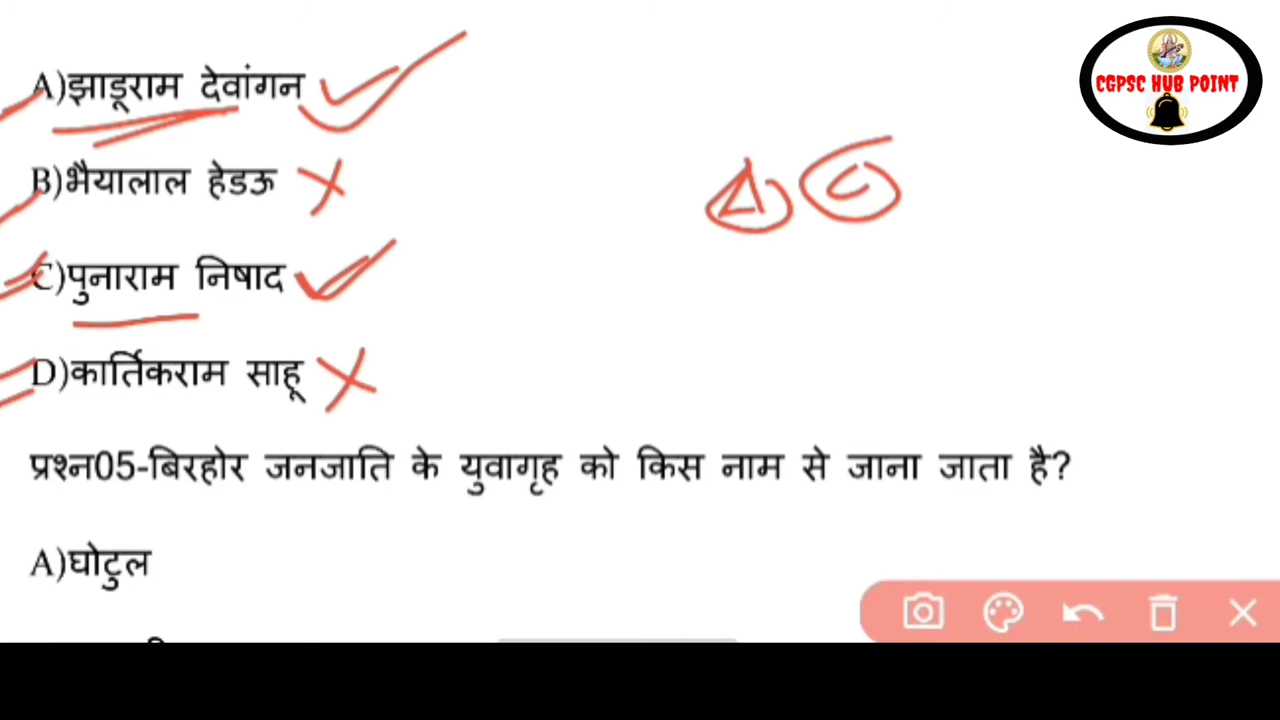 CGPSC HUB POINT
A)झाडूराम देवांगन
B)भैयालाल हेडऊ
A C
C)पुनाराम निषाद
D)कार्तिकराम साहू
प्रश्न05-बिरहोर जनजाति के युवागृह को किस नाम से जाना जाता है?
A)घोटुल